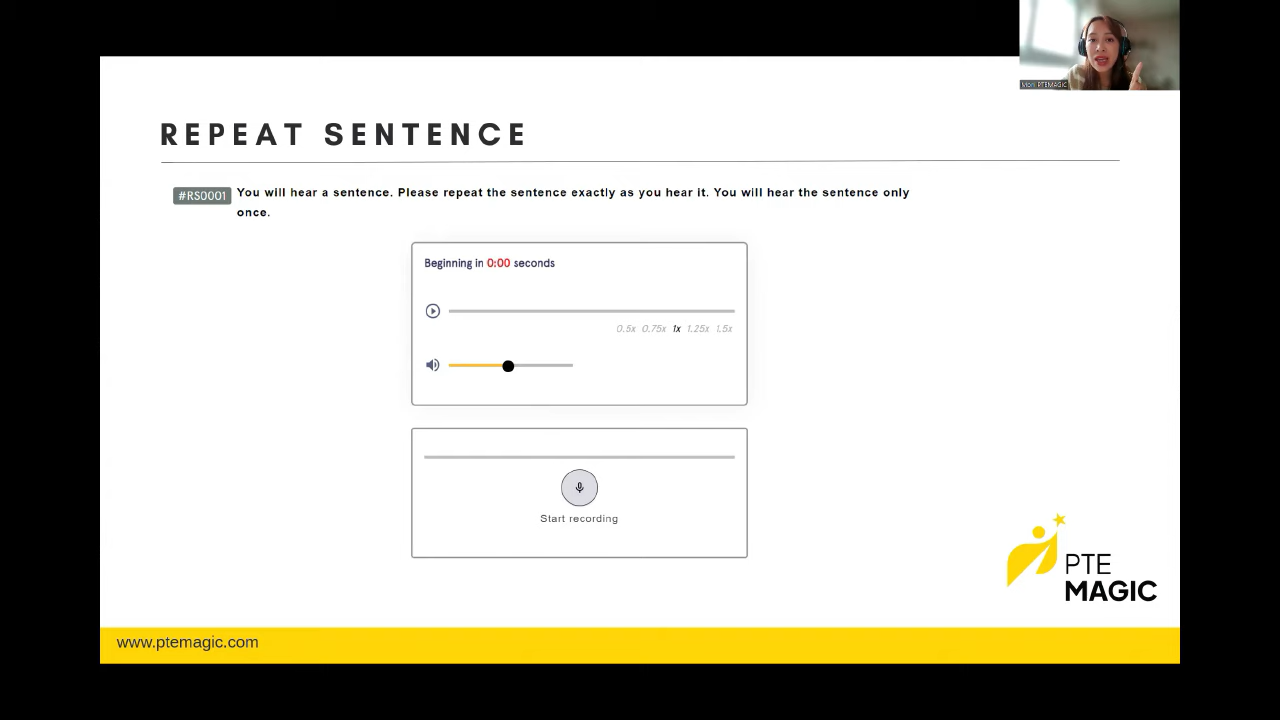 Moni PTEMAGIC
REPEAT SENTENCE
#RS0001
You will hear a sentence. Please repeat the sentence exactly as you hear it. You will hear the sentence only
once.
Beginning in 0:00 seconds
0.5x 0.75x 1x 1.25x 1.5x
Start recording
PTE
MAGIC
www.ptemagic.com